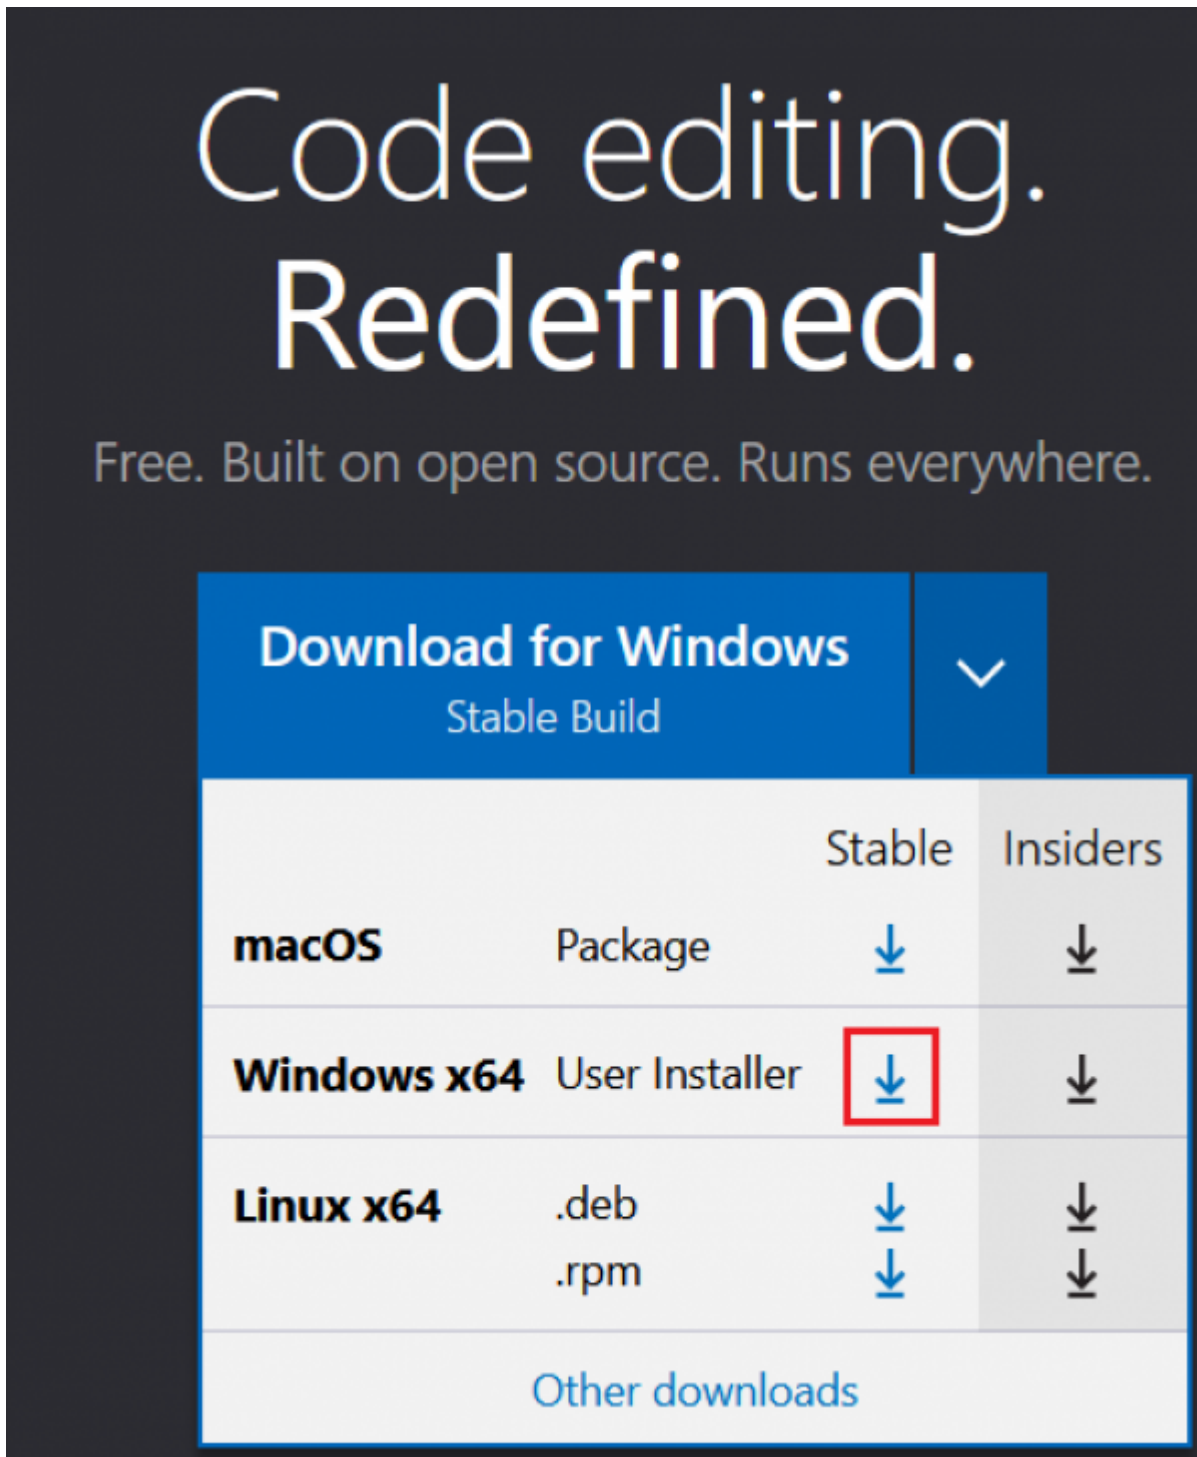 Code editing.
Redefined.
Free. Built on open source. Runs everywhere.
Download for Windows
Stable Build
Stable Insiders
macOS Package
Windows x64 User Installer
Linux x64 .deb
.rpm
Other downloads